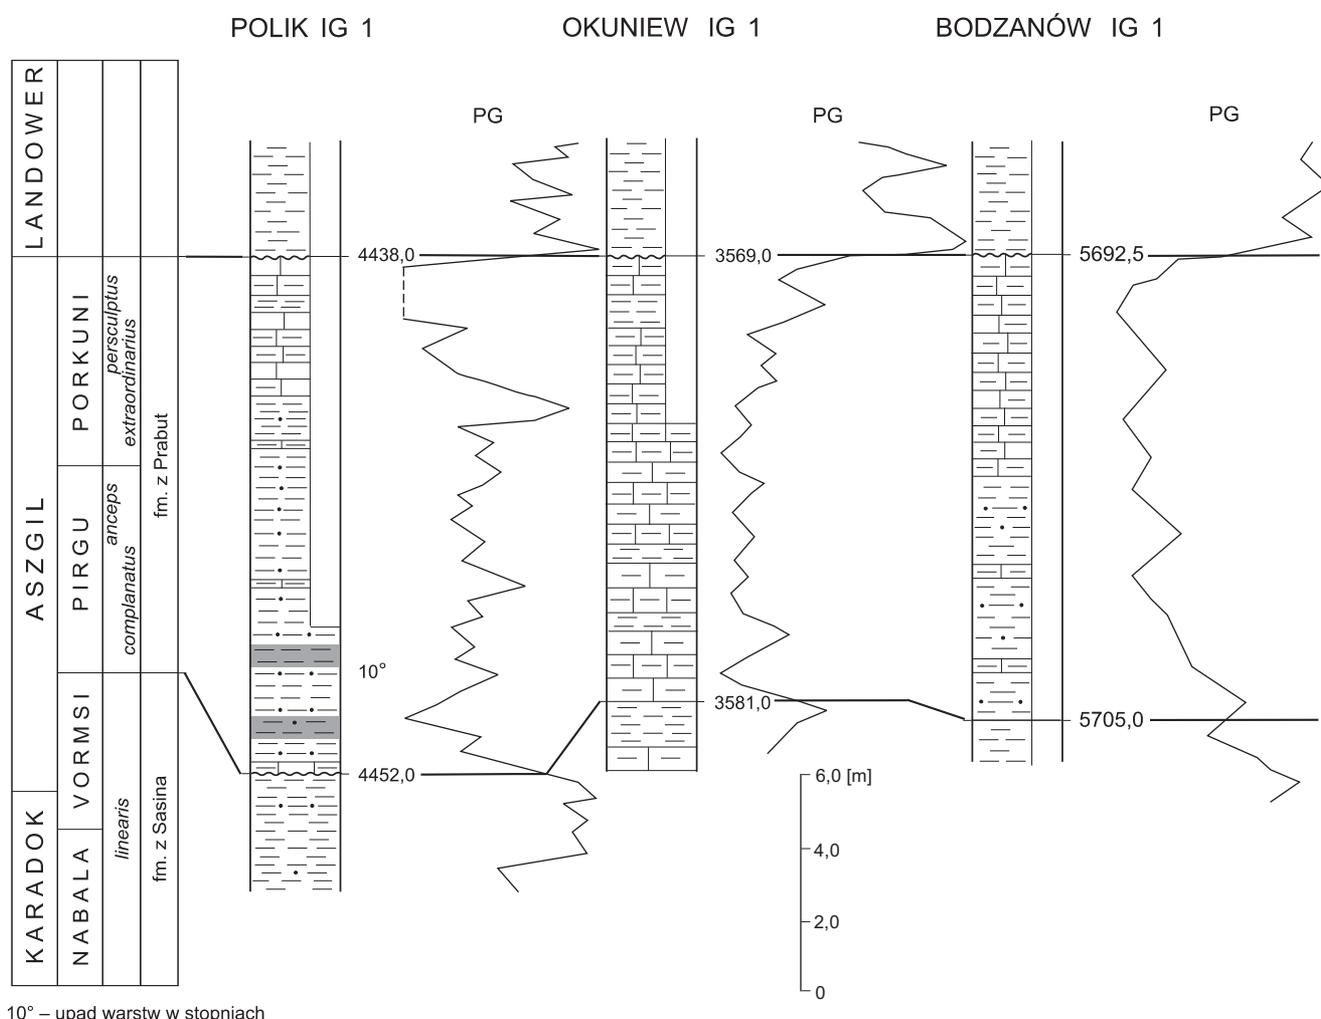 POLIK IG 1
OKUNIEW IG 1
BODZANÓW IG 1
PG
PG
PG
LANDOWER
ASZGIL
KARADOK
PORKUNI
PIRGU
VORMSI
NABALA
persculptus
extraordinarius
anceps
complanatus
linearis
fm. z Prabut
fm. z Sasina
4438,0
10°
4452,0
3569,0
3581,0
5692,5
5705,0
6,0 [m]
4,0
2,0
0
10° – upad warstw w stopniach